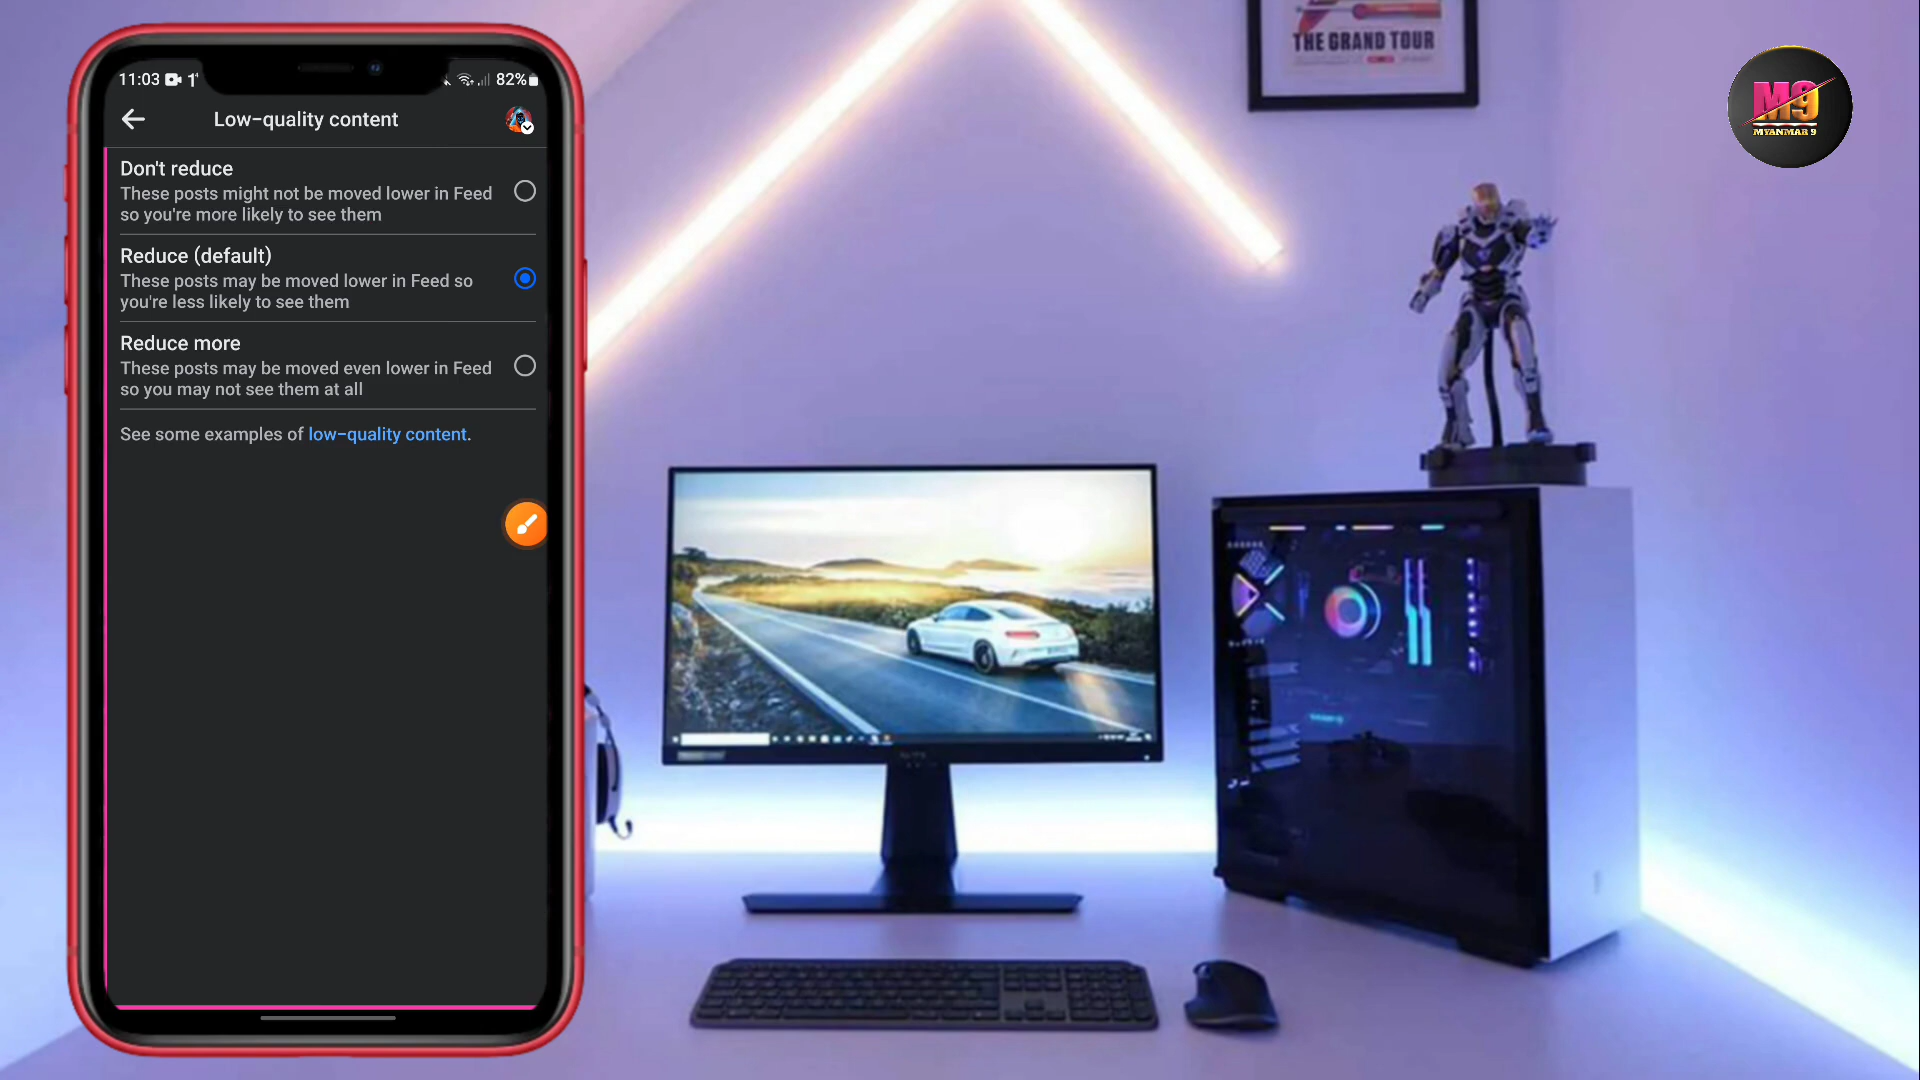 11:03
82%
Low-quality content
Don't reduce
These posts might not be moved lower in Feed
so you're more likely to see them
Reduce (default)
These posts may be moved lower in Feed so
you're less likely to see them
Reduce more
These posts may be moved even lower in Feed
so you may not see them at all
See some examples of low-quality content.
THE GRAND TOUR
M9
MYANMAR 9